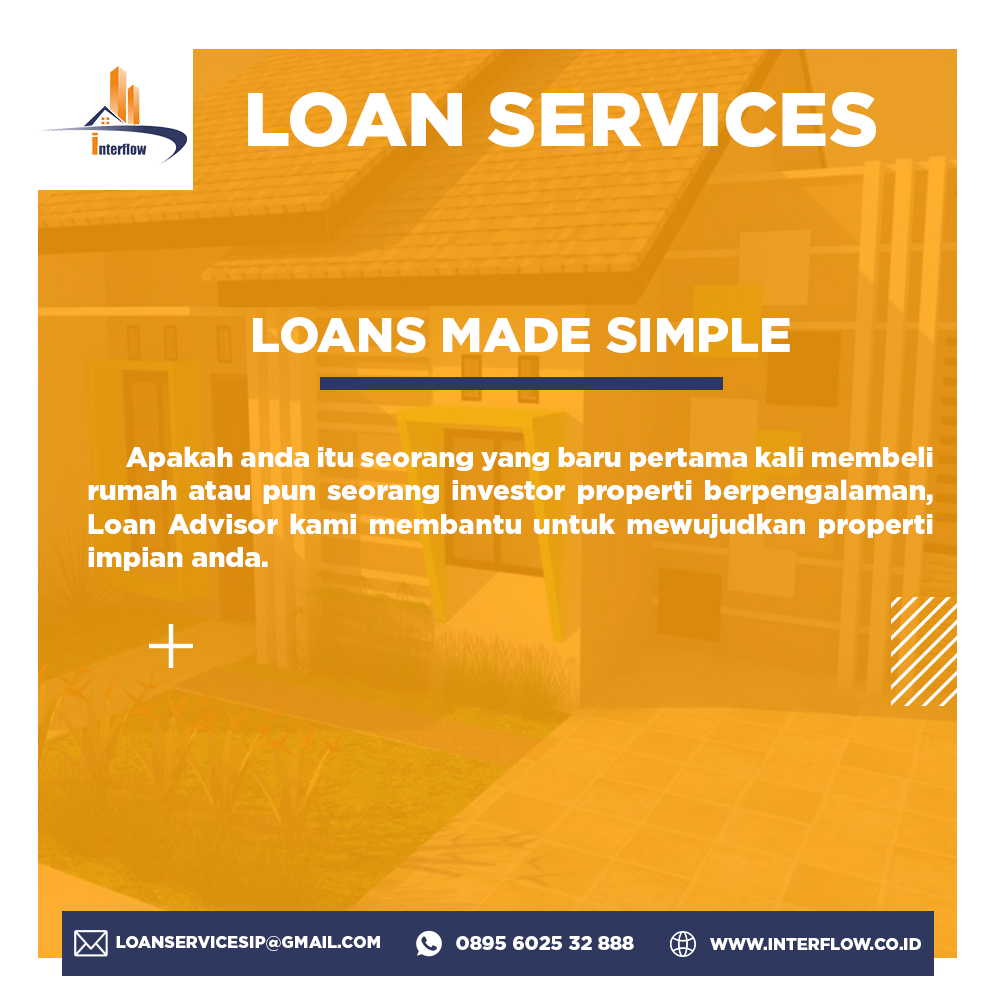 interflow
LOAN SERVICES
LOANS MADE SIMPLE
Apakah anda itu seorang yang baru pertama kali membeli
rumah atau pun seorang investor properti berpengalaman,
Loan Advisor kami membantu untuk mewujudkan properti
impian anda.
LOANSERVICESIP@GMAIL.COM
0895 6025 32 888
WWW.INTERFLOW.CO.ID